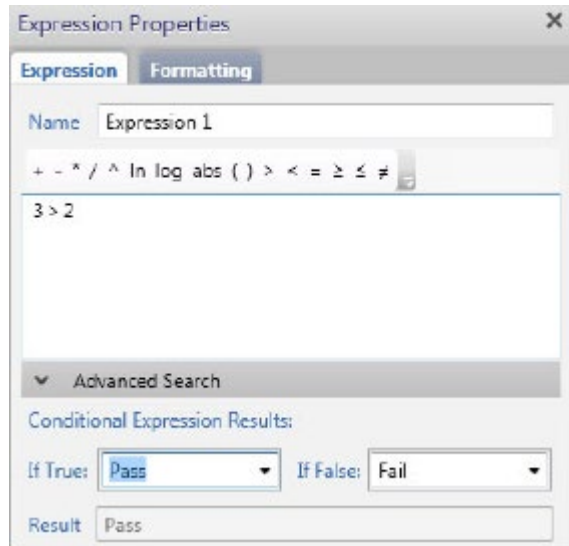 Expression Properties
Expression Formatting
Name Expression 1
+ - * / ^ ln log abs ( ) > < = ≥ ≤ ≠
3 > 2
Advanced Search
Conditional Expression Results:
If True: Pass If False: Fail
Result Pass